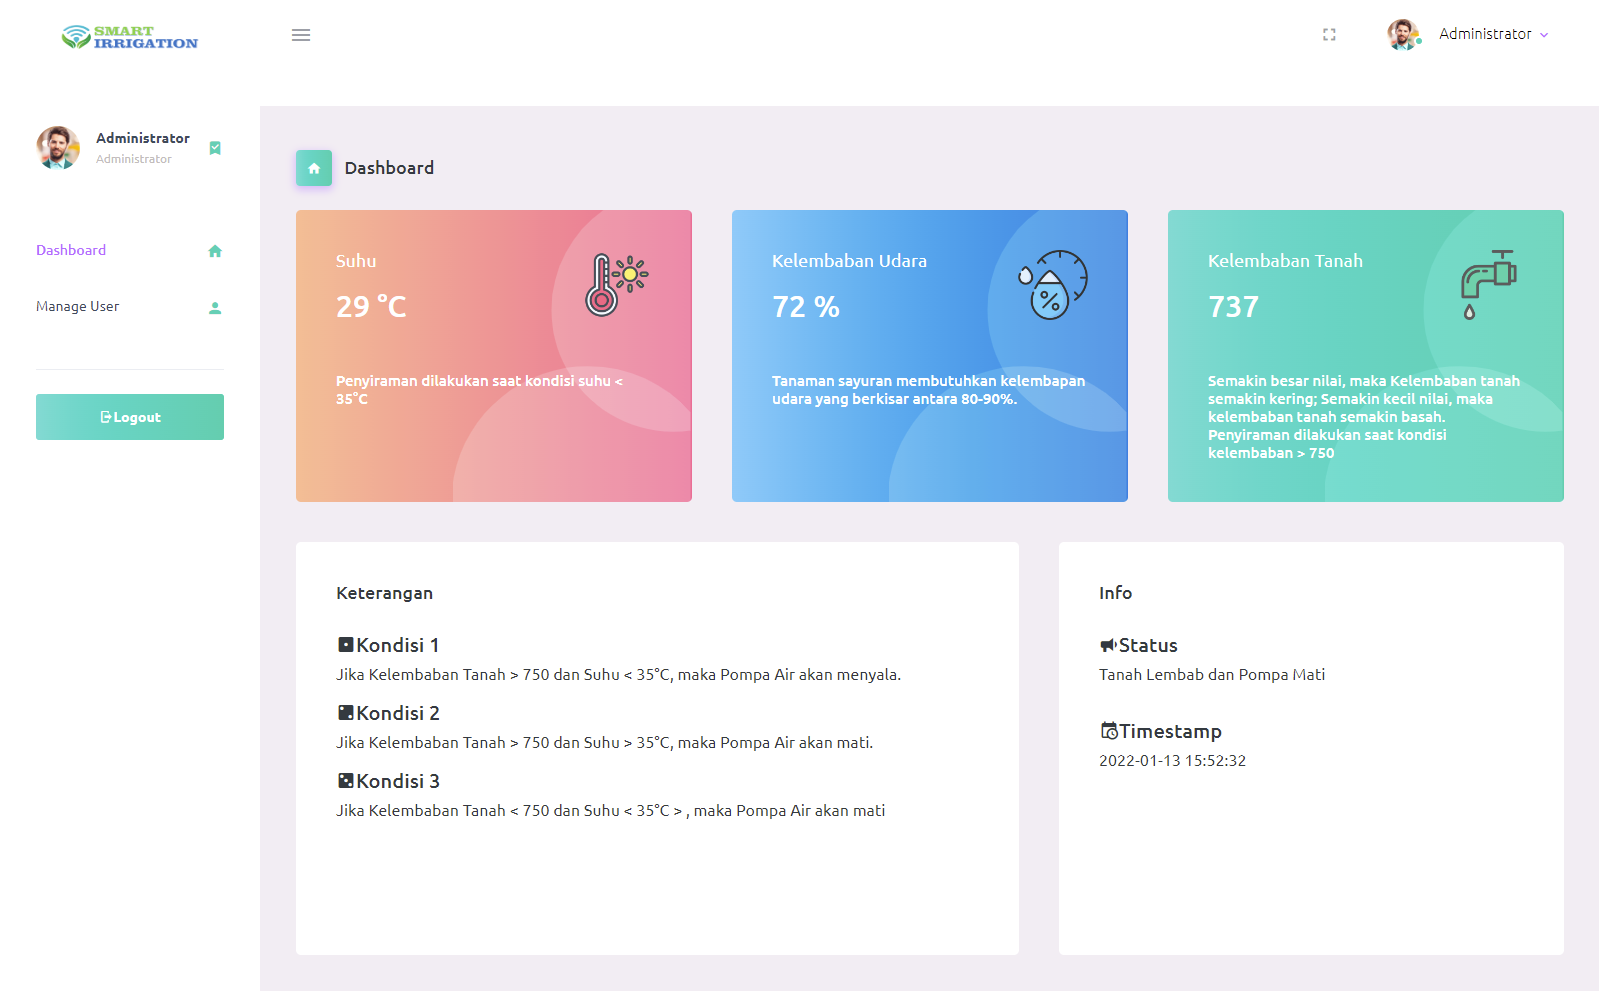 SMART
IRRIGATION
Administrator
Administrator
Administrator
Dashboard
Manage User
Logout
Dashboard
Suhu
29 °C
Penyiraman dilakukan saat kondisi suhu <
35°C
Kelembaban Udara
72 %
Tanaman sayuran membutuhkan kelembapan
udara yang berkisar antara 80-90%.
Kelembaban Tanah
737
Semakin besar nilai, maka Kelembaban tanah
semakin kering; Semakin kecil nilai, maka
kelembaban tanah semakin basah.
Penyiraman dilakukan saat kondisi
kelembaban > 750
Keterangan
Kondisi 1
Jika Kelembaban Tanah > 750 dan Suhu < 35°C, maka Pompa Air akan menyala.
Kondisi 2
Jika Kelembaban Tanah > 750 dan Suhu > 35°C, maka Pompa Air akan mati.
Kondisi 3
Jika Kelembaban Tanah < 750 dan Suhu < 35°C > , maka Pompa Air akan mati
Info
Status
Tanah Lembab dan Pompa Mati
Timestamp
2022-01-13 15:52:32